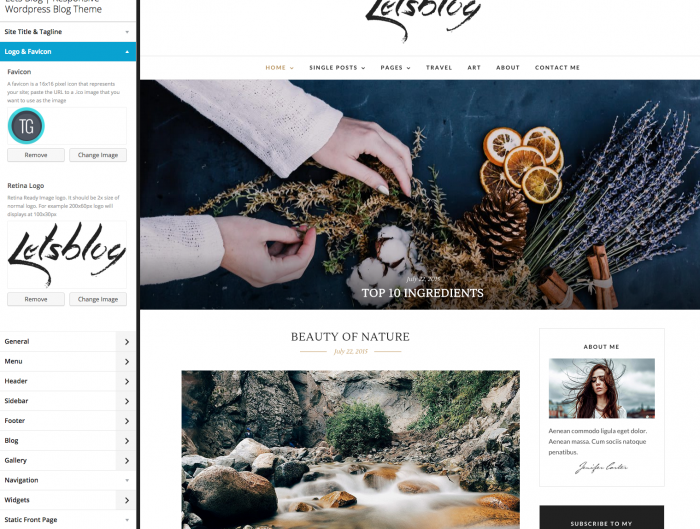 Lets Blog | Responsive
Wordpress Blog Theme
Site Title & Tagline
Logo & Favicon
Favicon
A favicon is a 16x16 pixel icon that represents
your site; paste the URL to a .ico image that you
want to use as the image
TG
Remove
Change Image
Retina Logo
Retina Ready Image logo. It should be 2x size of
normal logo. For example 200x60px logo will
displays at 100x30px
Letsblog
Remove
Change Image
General
Menu
Header
Sidebar
Footer
Blog
Gallery
Navigation
Widgets
Static Front Page
Letsblog
HOME
SINGLE POSTS
PAGES
TRAVEL
ART
ABOUT
CONTACT ME
July 22, 2015
TOP 10 INGREDIENTS
BEAUTY OF NATURE
July 22, 2015
ABOUT ME
Aenean commodo ligula eget dolor.
Aenean massa. Cum sociis natoque
penatibus.
Jenifer Carter
SUBSCRIBE TO MY